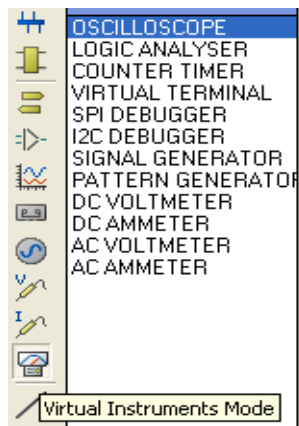 OSCILLOSCOPE
LOGIC ANALYSER
COUNTER TIMER
VIRTUAL TERMINAL
SPI DEBUGGER
I2C DEBUGGER
SIGNAL GENERATOR
PATTERN GENERATOR
DC VOLTMETER
DC AMMETER
AC VOLTMETER
AC AMMETER
V
I
Virtual Instruments Mode